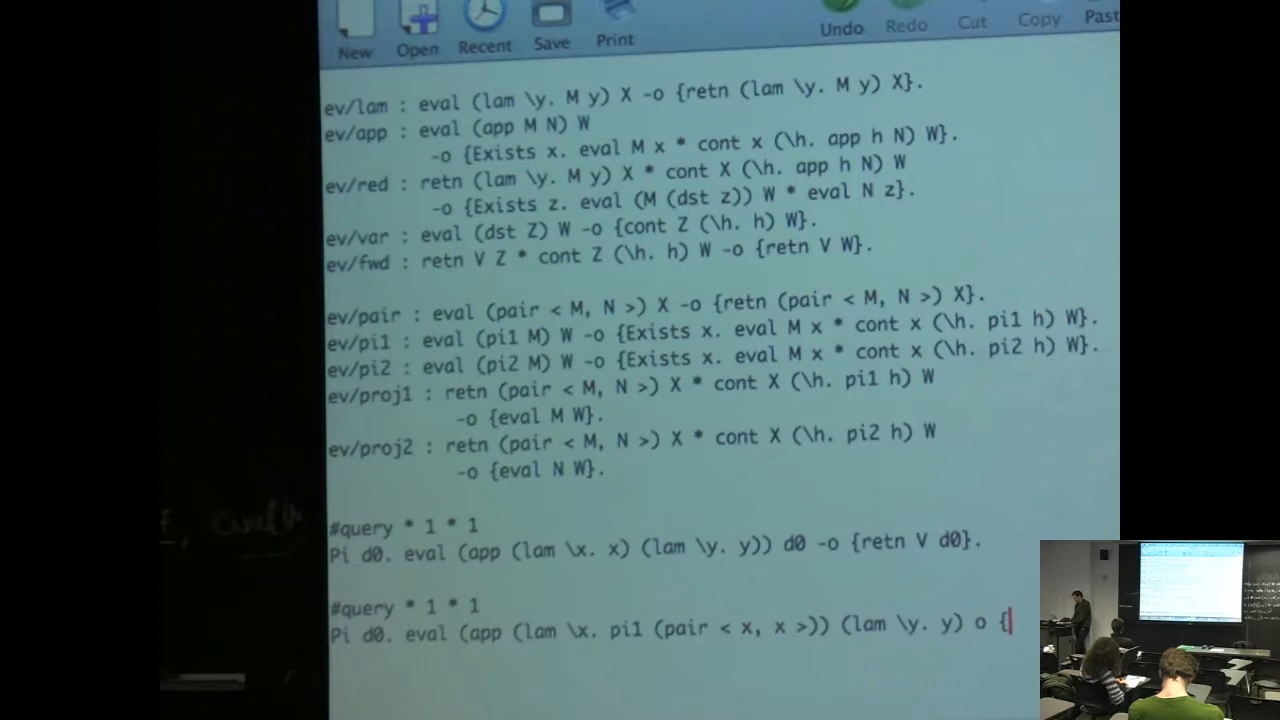 New Open Recent Save Print Undo Redo Cut Copy Past
ev/lam : eval (lam \y. M y) X -o {retn (lam \y. M y) X}.
ev/app : eval (app M N) W
-o {Exists x. eval M x * cont x (\h. app h N) W}.
ev/red : retn (lam \y. M y) X * cont X (\h. app h N) W
-o {Exists z. eval (M (dst z)) W * eval N z}.
ev/var : eval (dst Z) W -o {cont Z (\h. h) W}.
ev/fwd : retn V Z * cont Z (\h. h) W -o {retn V W}.
ev/pair : eval (pair < M, N >) X -o {retn (pair < M, N >) X}.
ev/pi1 : eval (pi1 M) W -o {Exists x. eval M x * cont x (\h. pi1 h) W}.
ev/pi2 : eval (pi2 M) W -o {Exists x. eval M x * cont x (\h. pi2 h) W}.
ev/proj1 : retn (pair < M, N >) X * cont X (\h. pi1 h) W
-o {eval M W}.
ev/proj2 : retn (pair < M, N >) X * cont X (\h. pi2 h) W
-o {eval N W}.
#query * 1 * 1
Pi d0. eval (app (lam \x. x) (lam \y. y)) d0 -o {retn V d0}.
#query * 1 * 1
Pi d0. eval (app (lam \x. pi1 (pair < x, x >)) (lam \y. y) o {